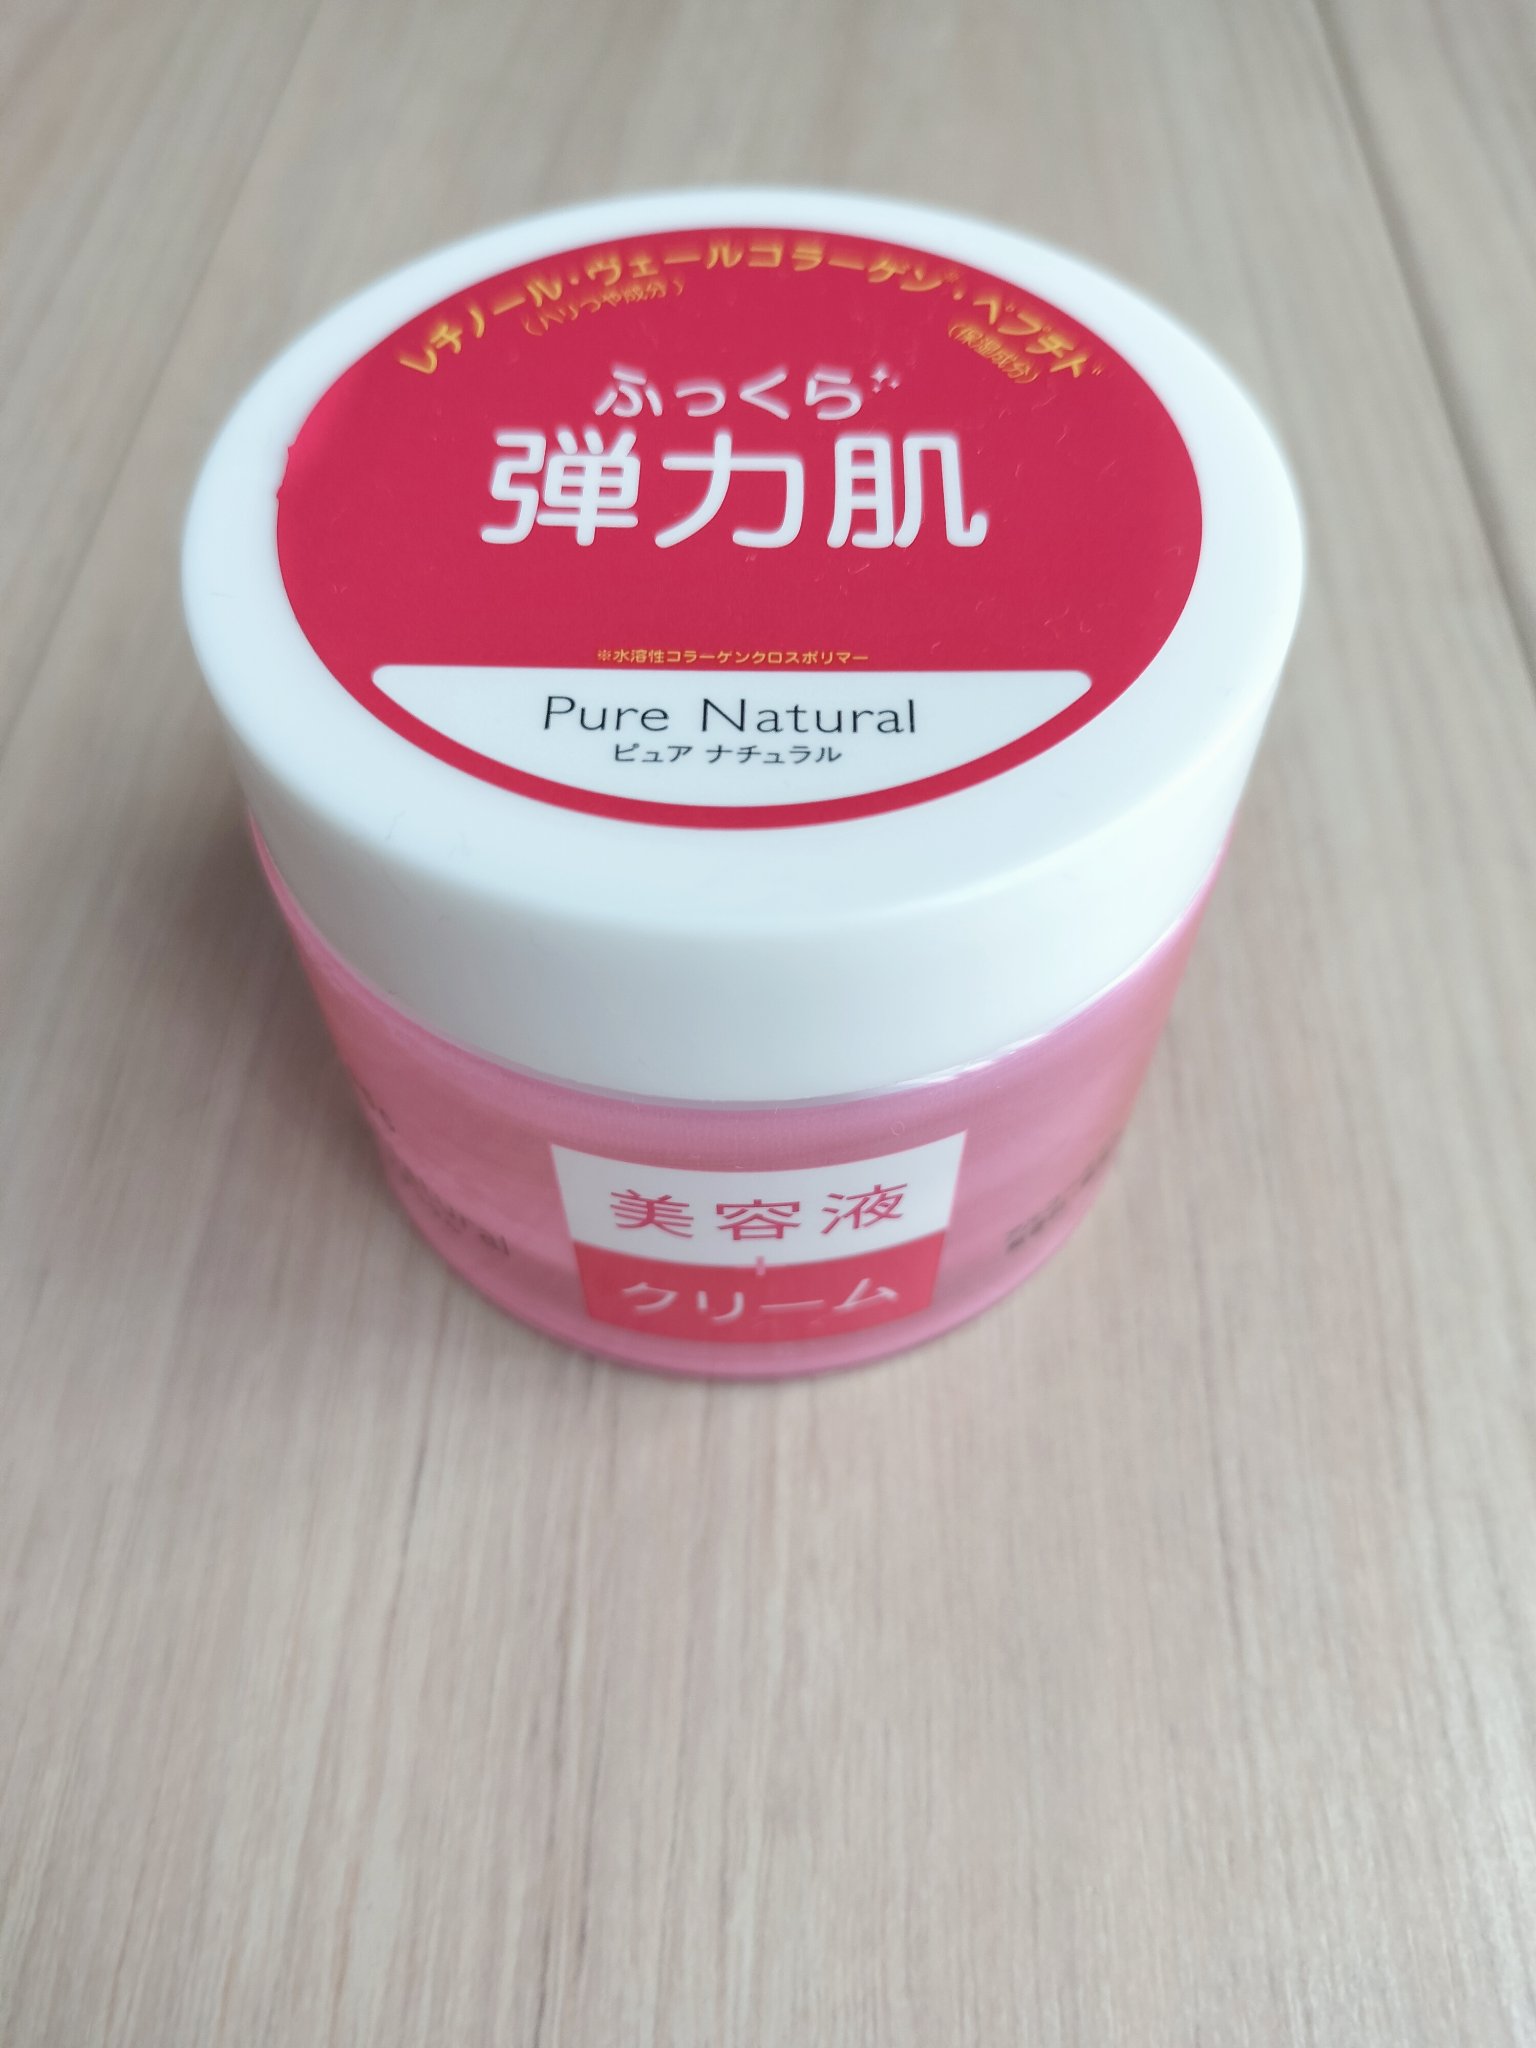 レチノール・ヴェールコラーゲン※・ペプチド
(ハリつや成分)
(保湿成分)
ふっくら
弾力肌
※水溶性コラーゲンクロスポリマー
Pure Natural
ピュア ナチュラル
美容液
クリーム